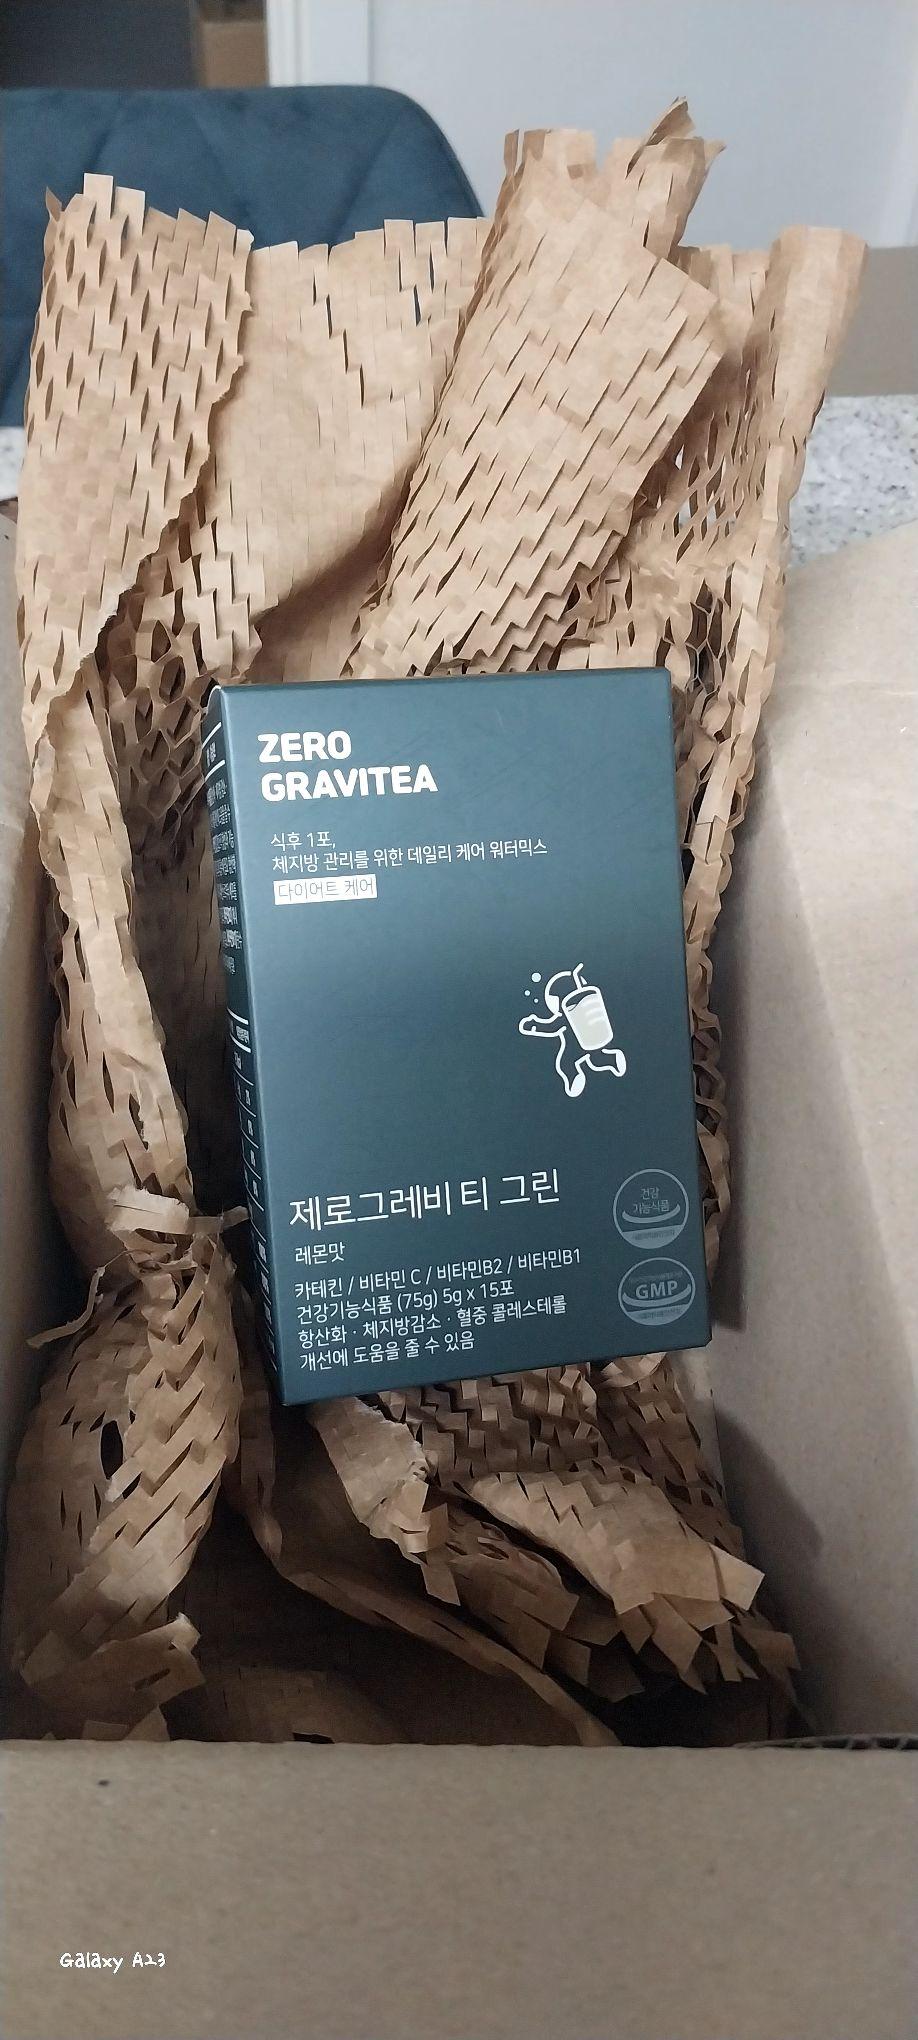 ZERO
GRAVITEA
식후 1포,
체지방 관리를 위한 데일리 케어 워터믹스
다이어트 케어
제로그레비 티 그린
레몬맛
카테킨 / 비타민 C / 비타민B2 / 비타민B1
건강기능식품 (75g) 5g x 15포
항산화 · 체지방감소 · 혈중 콜레스테롤
개선에 도움을 줄 수 있음
건강
기능식품
GMP
Galaxy A23